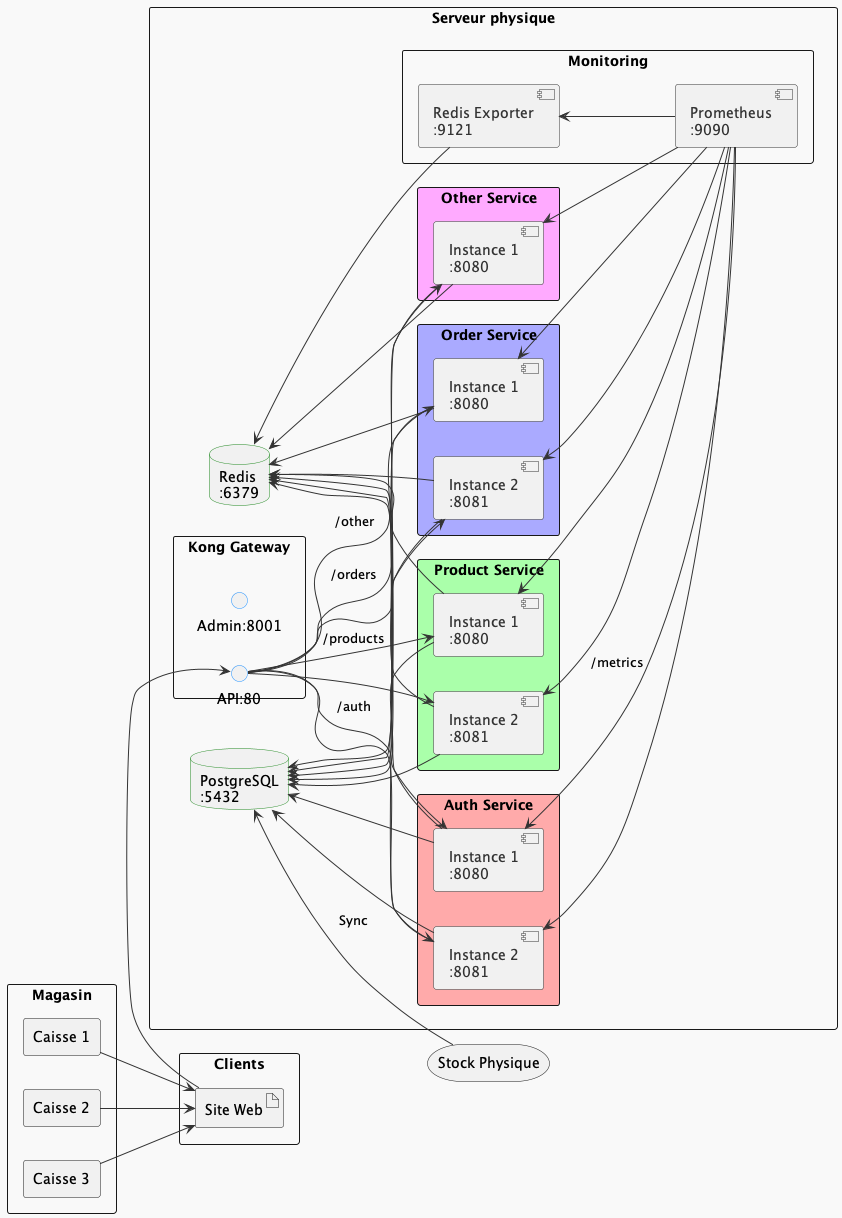 Serveur physique
Monitoring
Redis Exporter
:9121
Prometheus
:9090
Other Service
Instance 1
:8080
Order Service
Instance 1
:8080
Instance 2
:8081
Redis
:6379
/other
Kong Gateway
/orders
Admin:8001
/products
API:80
/auth
Product Service
Instance 1
:8080
/metrics
Instance 2
:8081
PostgreSQL
:5432
Auth Service
Instance 1
:8080
Sync
Instance 2
:8081
Magasin
Caisse 1
Caisse 2
Caisse 3
Clients
Site Web
Stock Physique